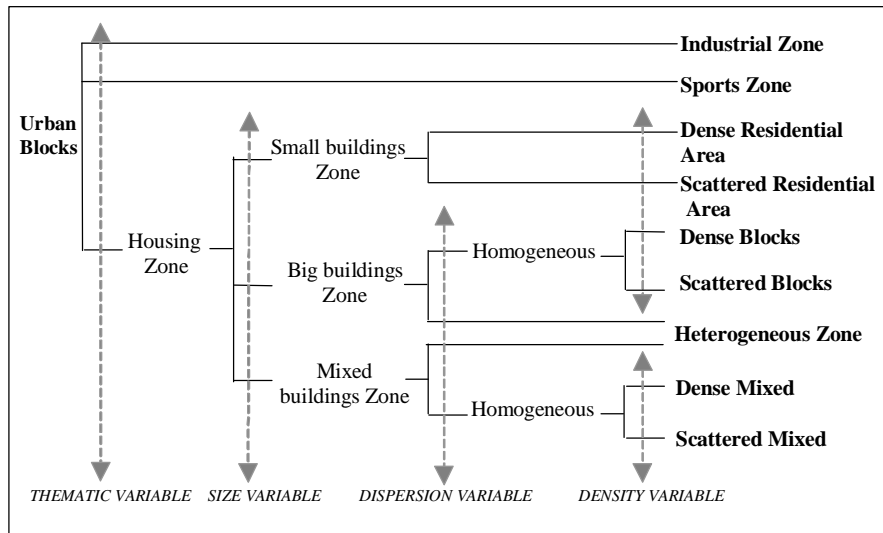 Industrial Zone
Sports Zone
Urban
Blocks
Small buildings
Zone
Dense Residential
Area
Scattered Residential
Area
Housing
Zone
Homogeneous
Dense Blocks
Big buildings
Zone
Scattered Blocks
Heterogeneous Zone
Mixed
buildings Zone
Homogeneous
Dense Mixed
Scattered Mixed
THEMATIC VARIABLE
SIZE VARIABLE
DISPERSION VARIABLE
DENSITY VARIABLE